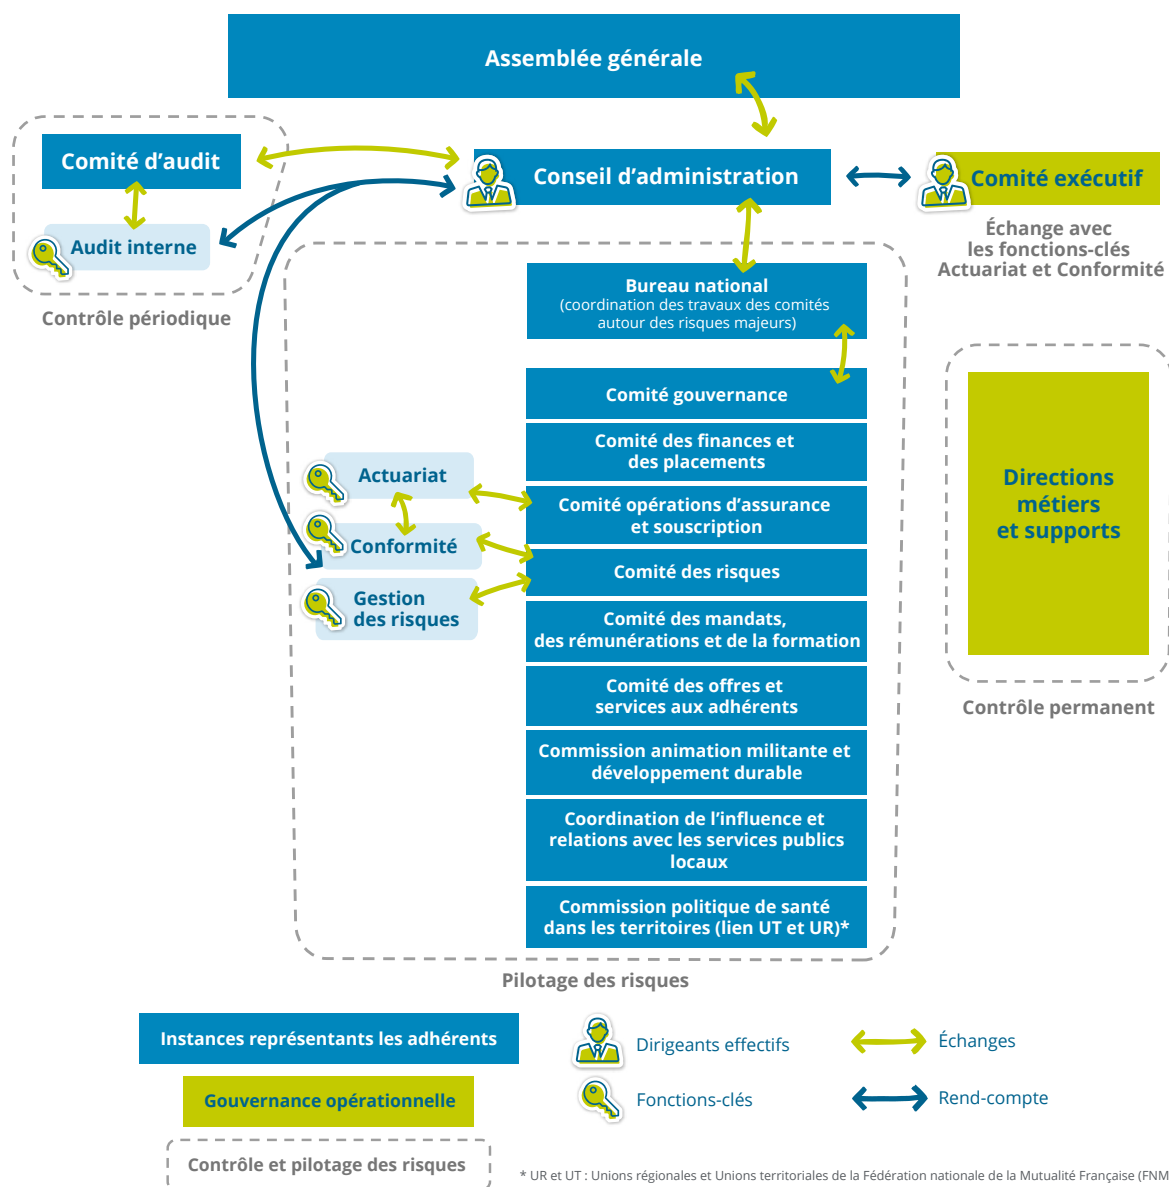 Assemblée générale
Comité d’audit
Audit interne
Contrôle périodique
Conseil d’administration
Comité exécutif
Échange avec
les fonctions-clés
Actuariat et Conformité
Bureau national
(coordination des travaux des comités
autour des risques majeurs)
Comité gouvernance
Comité des finances et
des placements
Comité opérations d’assurance
et souscription
Comité des risques
Comité des mandats,
des rémunérations et de la formation
Comité des offres et
services aux adhérents
Commission animation militante et
développement durable
Coordination de l’influence et
relations avec les services publics
locaux
Commission politique de santé
dans les territoires (lien UT et UR)*
Actuariat
Conformité
Gestion
des risques
Pilotage des risques
Directions
métiers
et supports
Contrôle permanent
Instances représentants les adhérents
Gouvernance opérationnelle
Contrôle et pilotage des risques
Dirigeants effectifs
Fonctions-clés
Échanges
Rend-compte
* UR et UT : Unions régionales et Unions territoriales de la Fédération nationale de la Mutualité Française (FNM